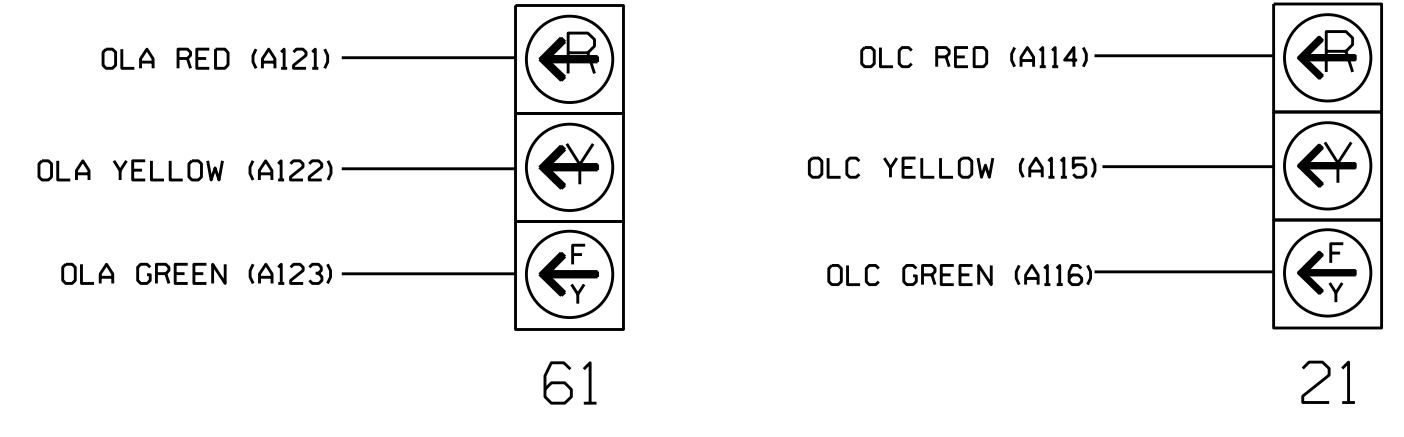 OLA RED (A121)
R
OLA YELLOW (A122)
Y
OLA GREEN (A123)
F
Y
61
OLC RED (A114)
R
OLC YELLOW (A115)
Y
OLC GREEN (A116)
F
Y
21